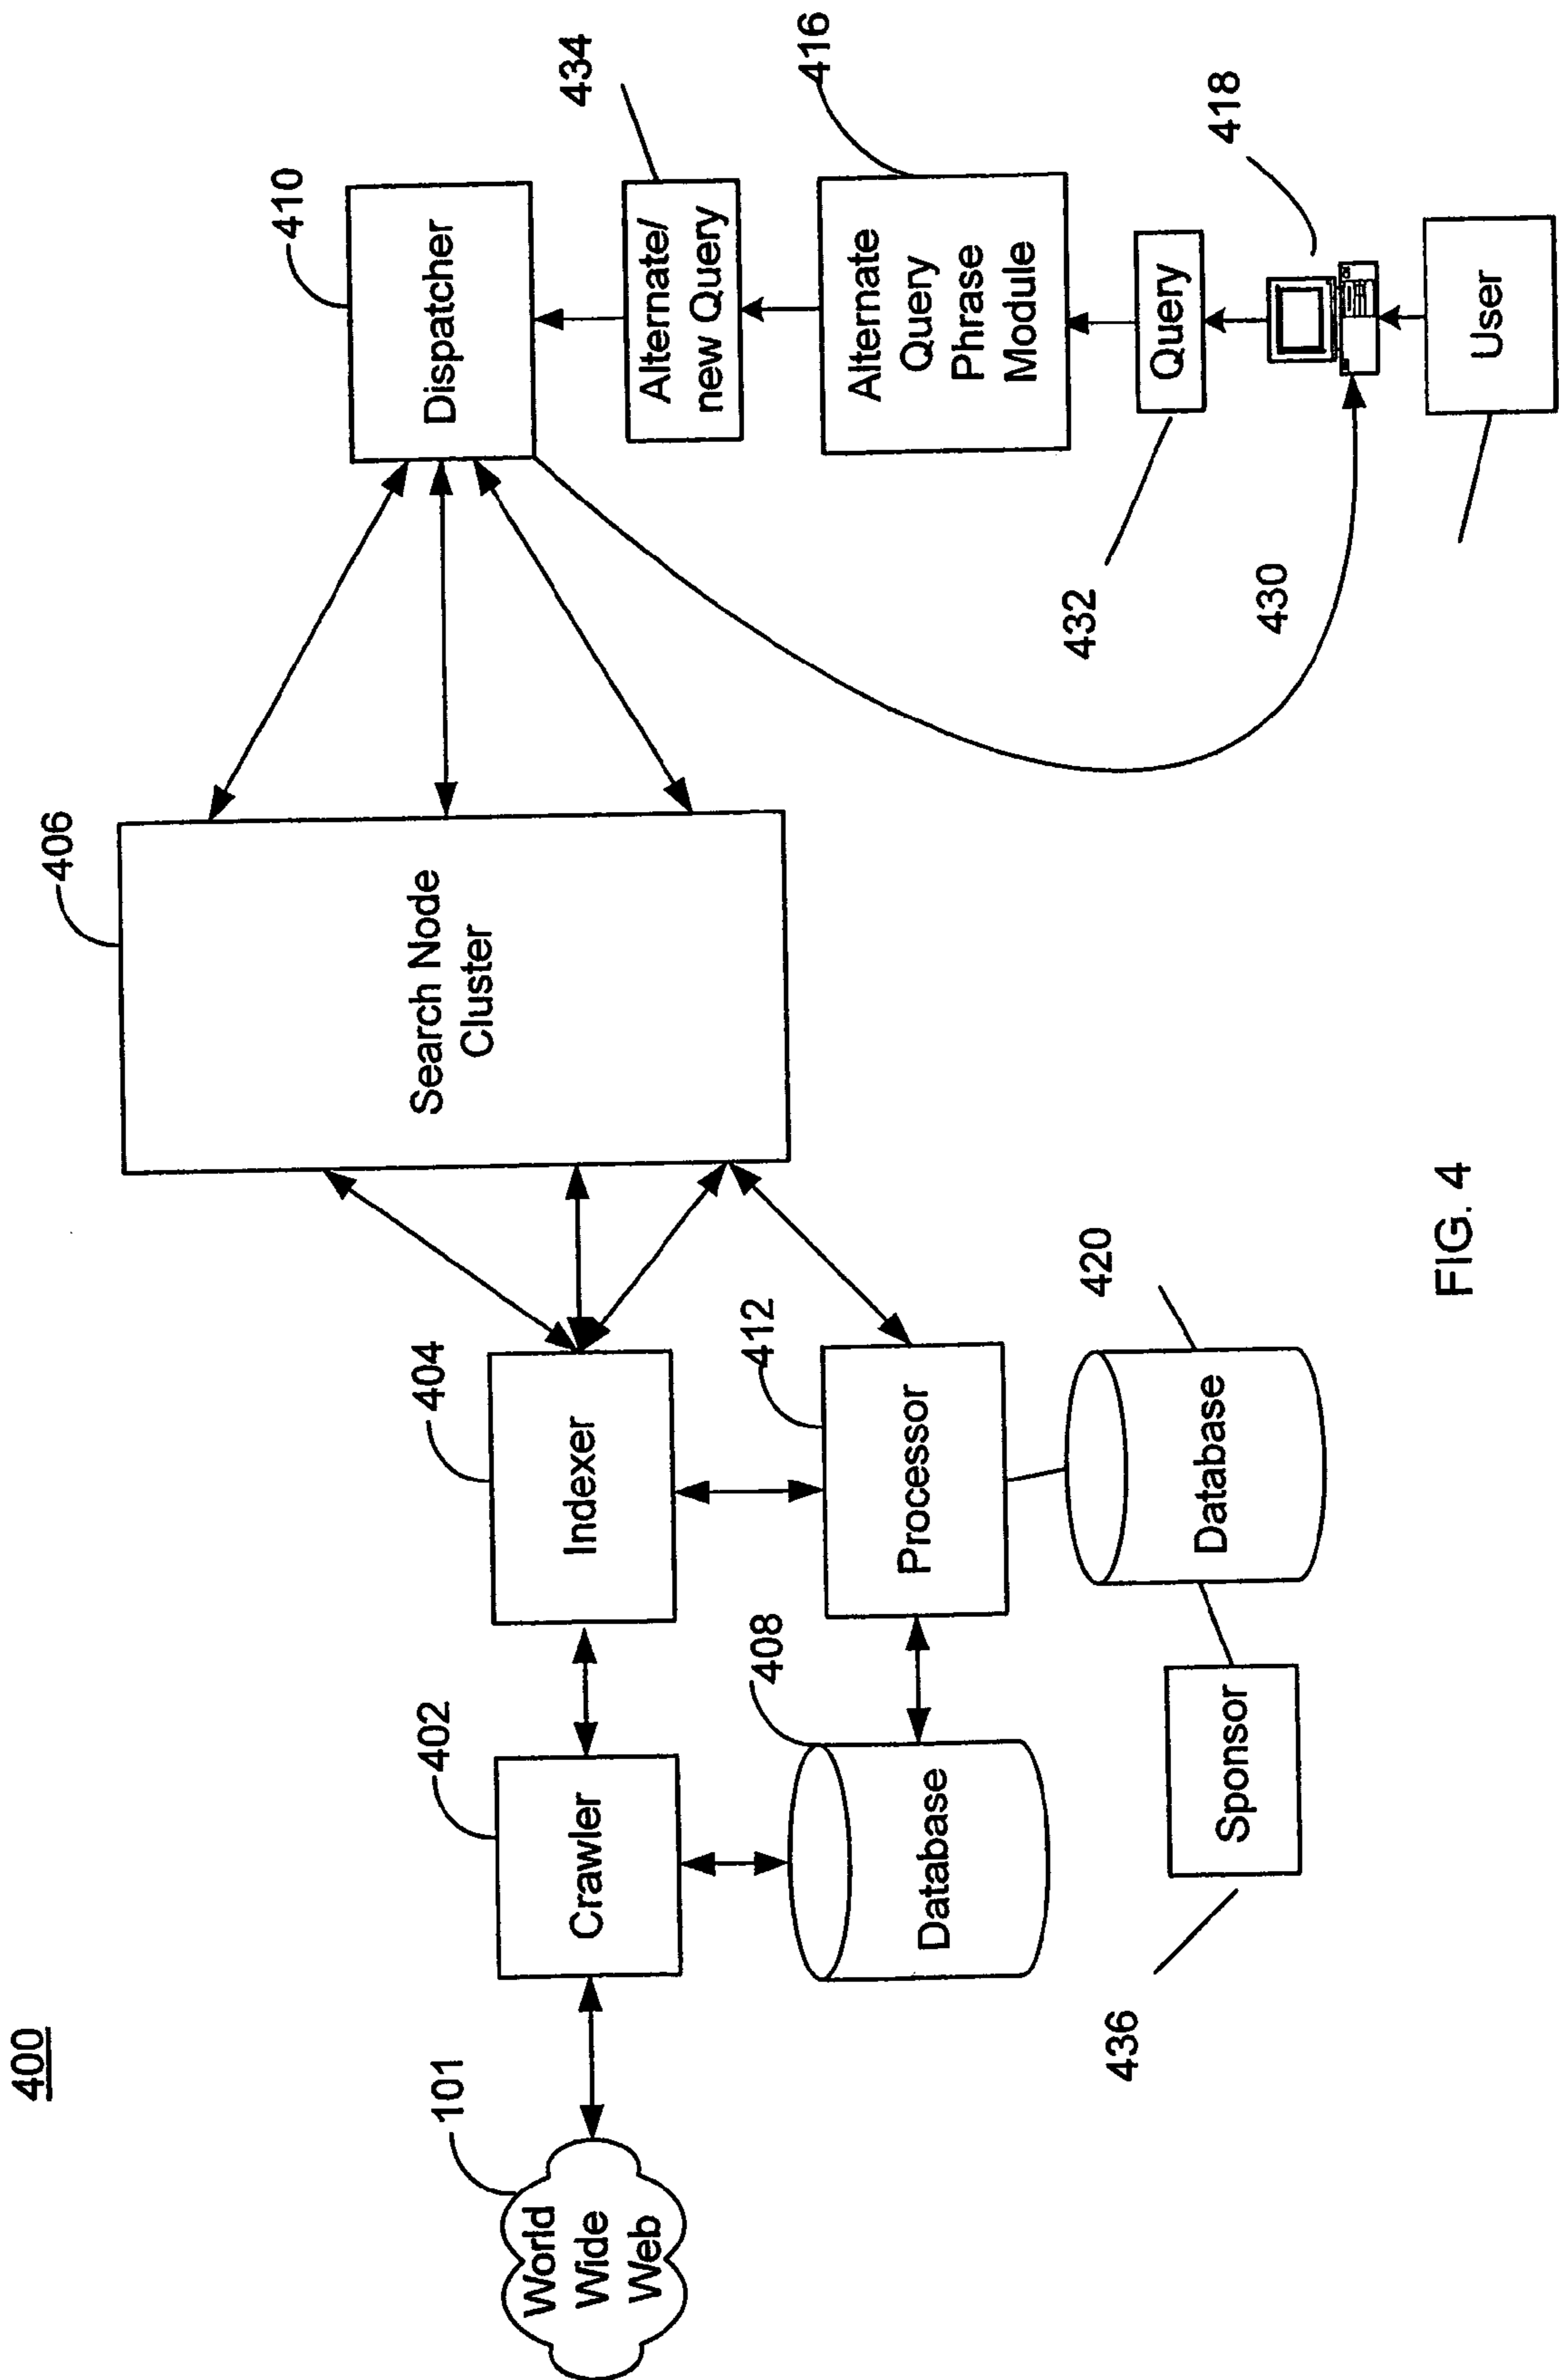 400
101
World
Wide
Web
402
Crawler
408
Database
404
Indexer
412
Processor
420
Database
436
Sponsor
406
Search Node
Cluster
410
Dispatcher
434
Alternate/
new Query
416
Alternate
Query
Phrase
Module
432
Query
418
430
User
FIG. 4